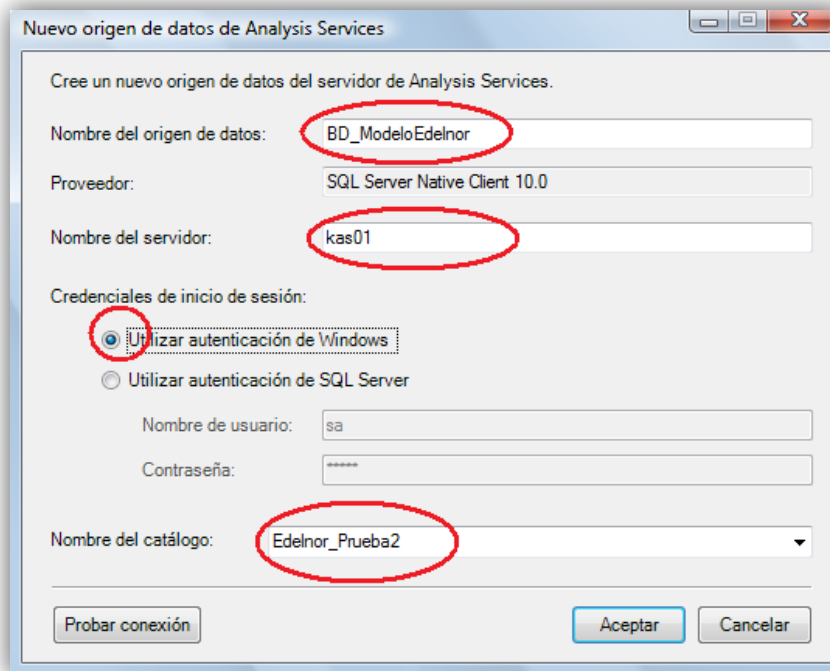 Nuevo origen de datos de Analysis Services
Cree un nuevo origen de datos del servidor de Analysis Services.
Nombre del origen de datos: BD_ModeloEdelnor
Proveedor: SQL Server Native Client 10.0
Nombre del servidor: kas01
Credenciales de inicio de sesión:
Utilizar autenticación de Windows
Utilizar autenticación de SQL Server
Nombre de usuario: sa
Contraseña: *****
Nombre del catálogo: Edelnor_Prueba2
Probar conexión Aceptar Cancelar